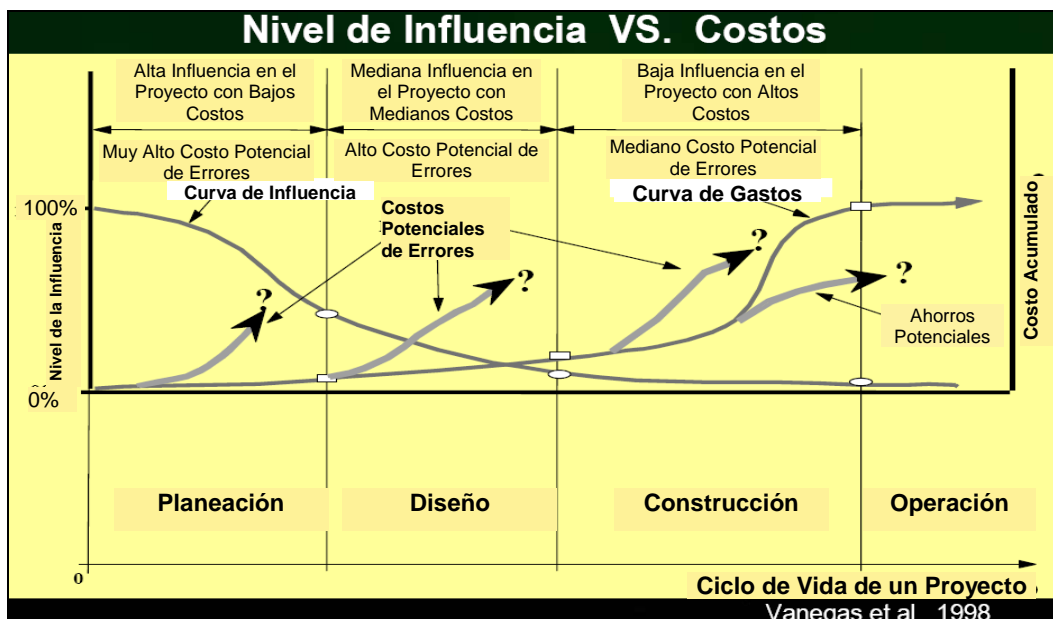 Nivel de Influencia VS. Costos
Alta Influencia en el
Proyecto con Bajos
Costos
Mediana Influencia en
el Proyecto con
Medianos Costos
Baja Influencia en el
Proyecto con Altos
Costos
Muy Alto Costo Potencial
de Errores
Alto Costo Potencial de
Errores
Mediano Costo Potencial
de Errores
Curva de Influencia
Curva de Gastos
100%
Costos
Potenciales
de Errores
?
?
?
?
Ahorros
Potenciales
Nivel de la Influencia
Costo Acumulado
0%
Planeación
Diseño
Construcción
Operación
0
Ciclo de Vida de un Proyecto
Vanegas et al 1998